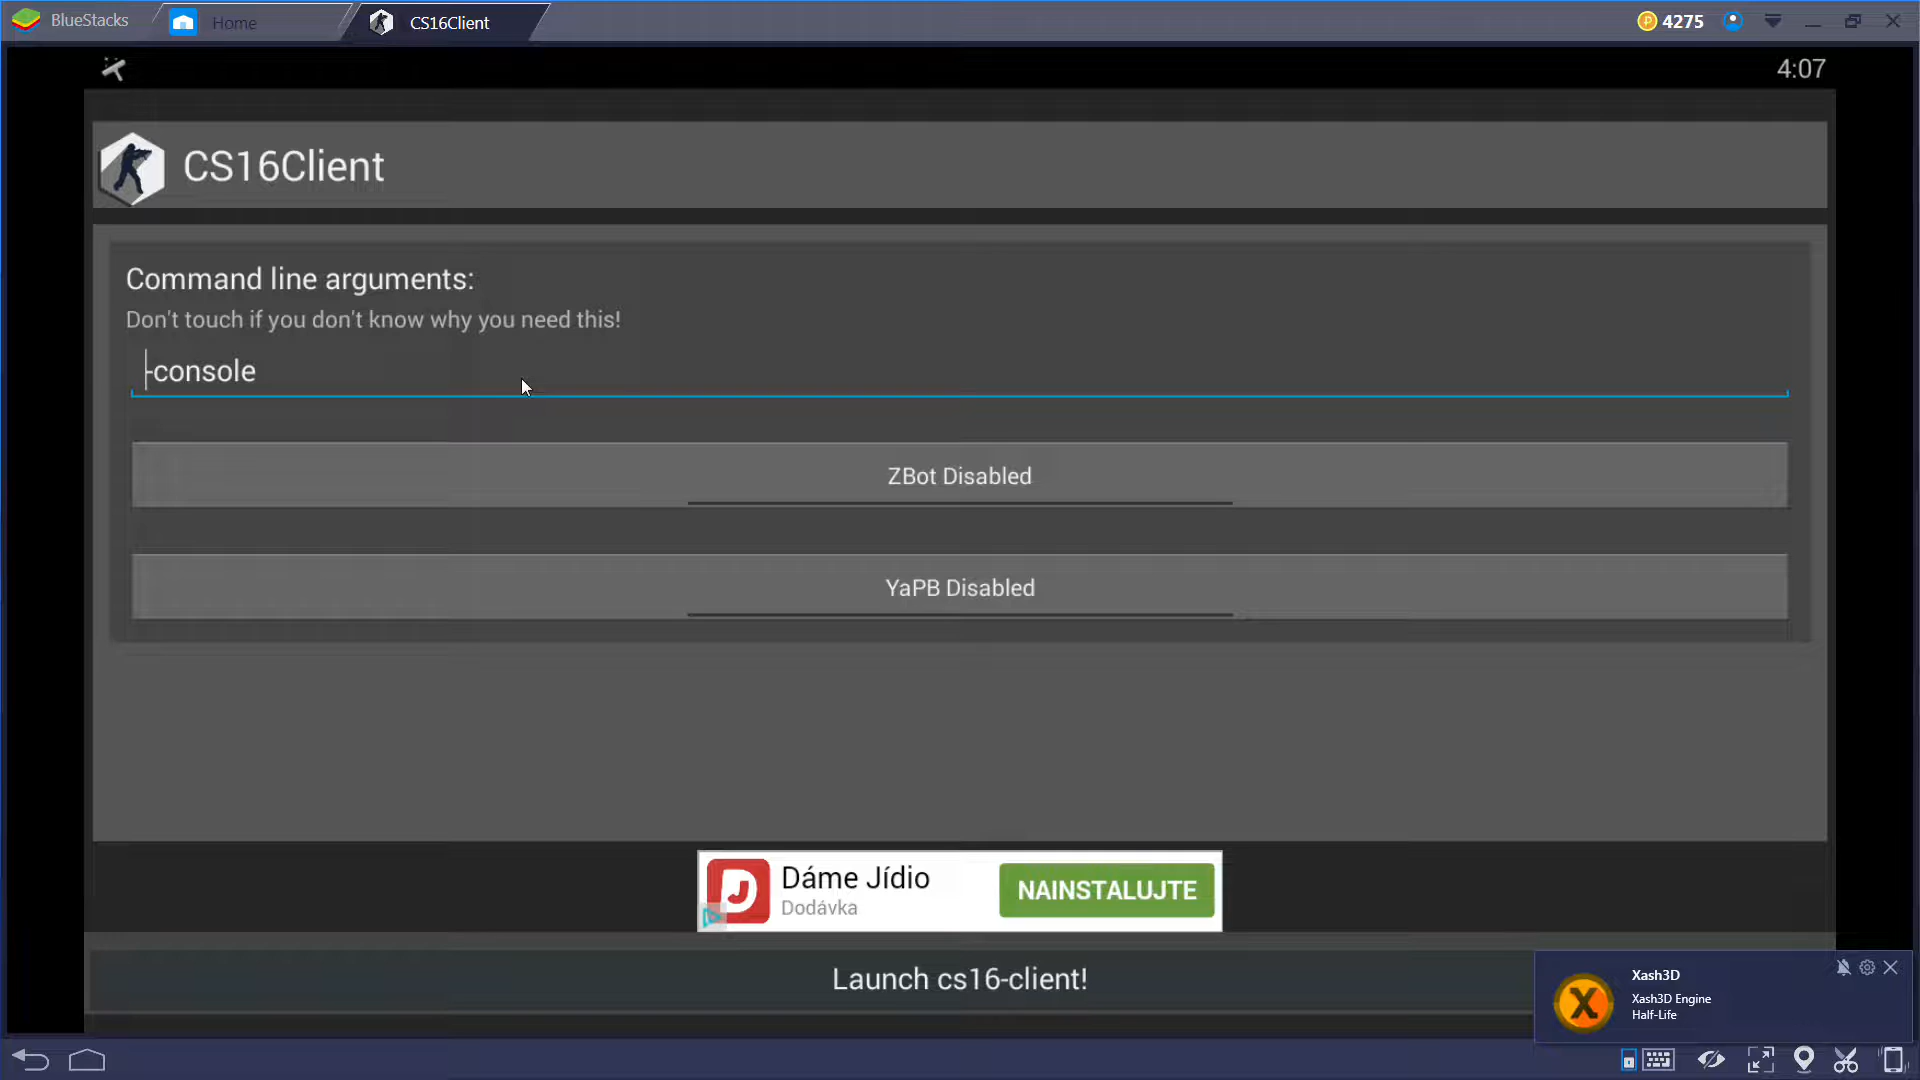 BlueStacks
Home
CS16Client
4275
4:07
CS16Client
Command line arguments:
Don't touch if you don't know why you need this!
-console
ZBot Disabled
YaPB Disabled
Dáme Jídio
Dodávka
NAINSTALUJTE
Launch cs16-client!
Xash3D
Xash3D Engine
Half-Life